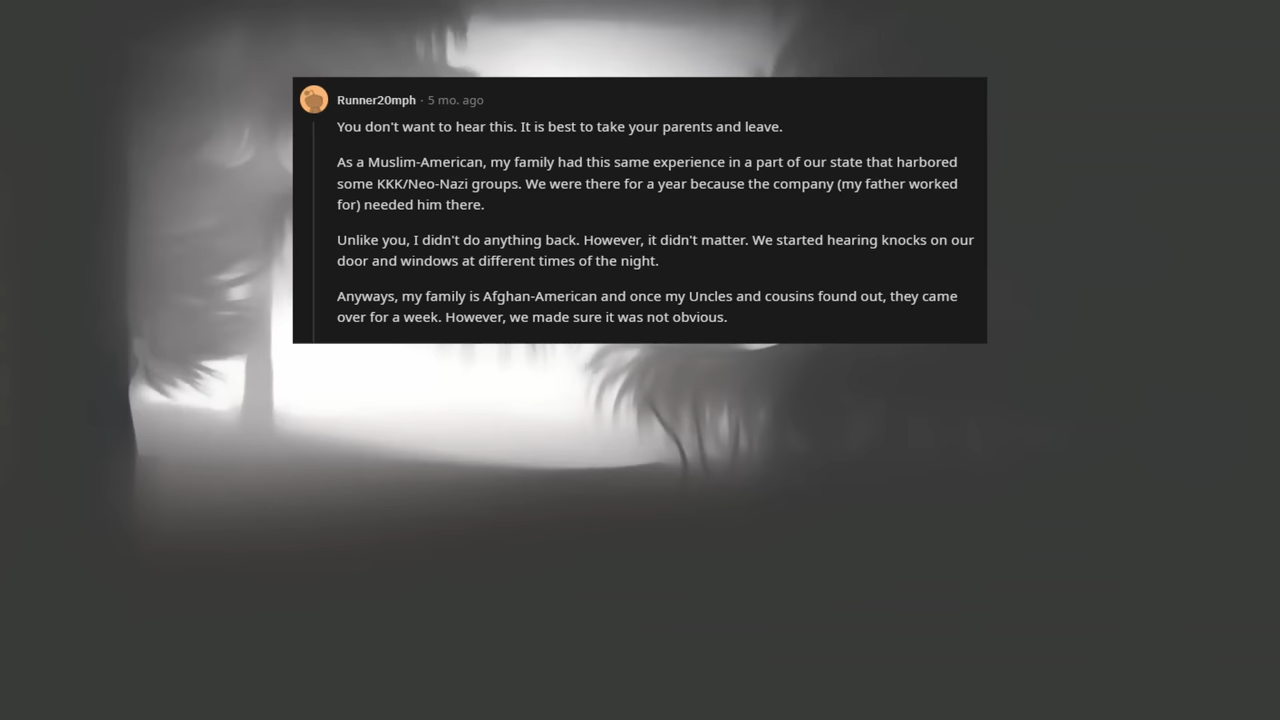 Runner20mph · 5 mo. ago
You don't want to hear this. It is best to take your parents and leave.
As a Muslim-American, my family had this same experience in a part of our state that harbored
some KKK/Neo-Nazi groups. We were there for a year because the company (my father worked
for) needed him there.
Unlike you, I didn't do anything back. However, it didn't matter. We started hearing knocks on our
door and windows at different times of the night.
Anyways, my family is Afghan-American and once my Uncles and cousins found out, they came
over for a week. However, we made sure it was not obvious.